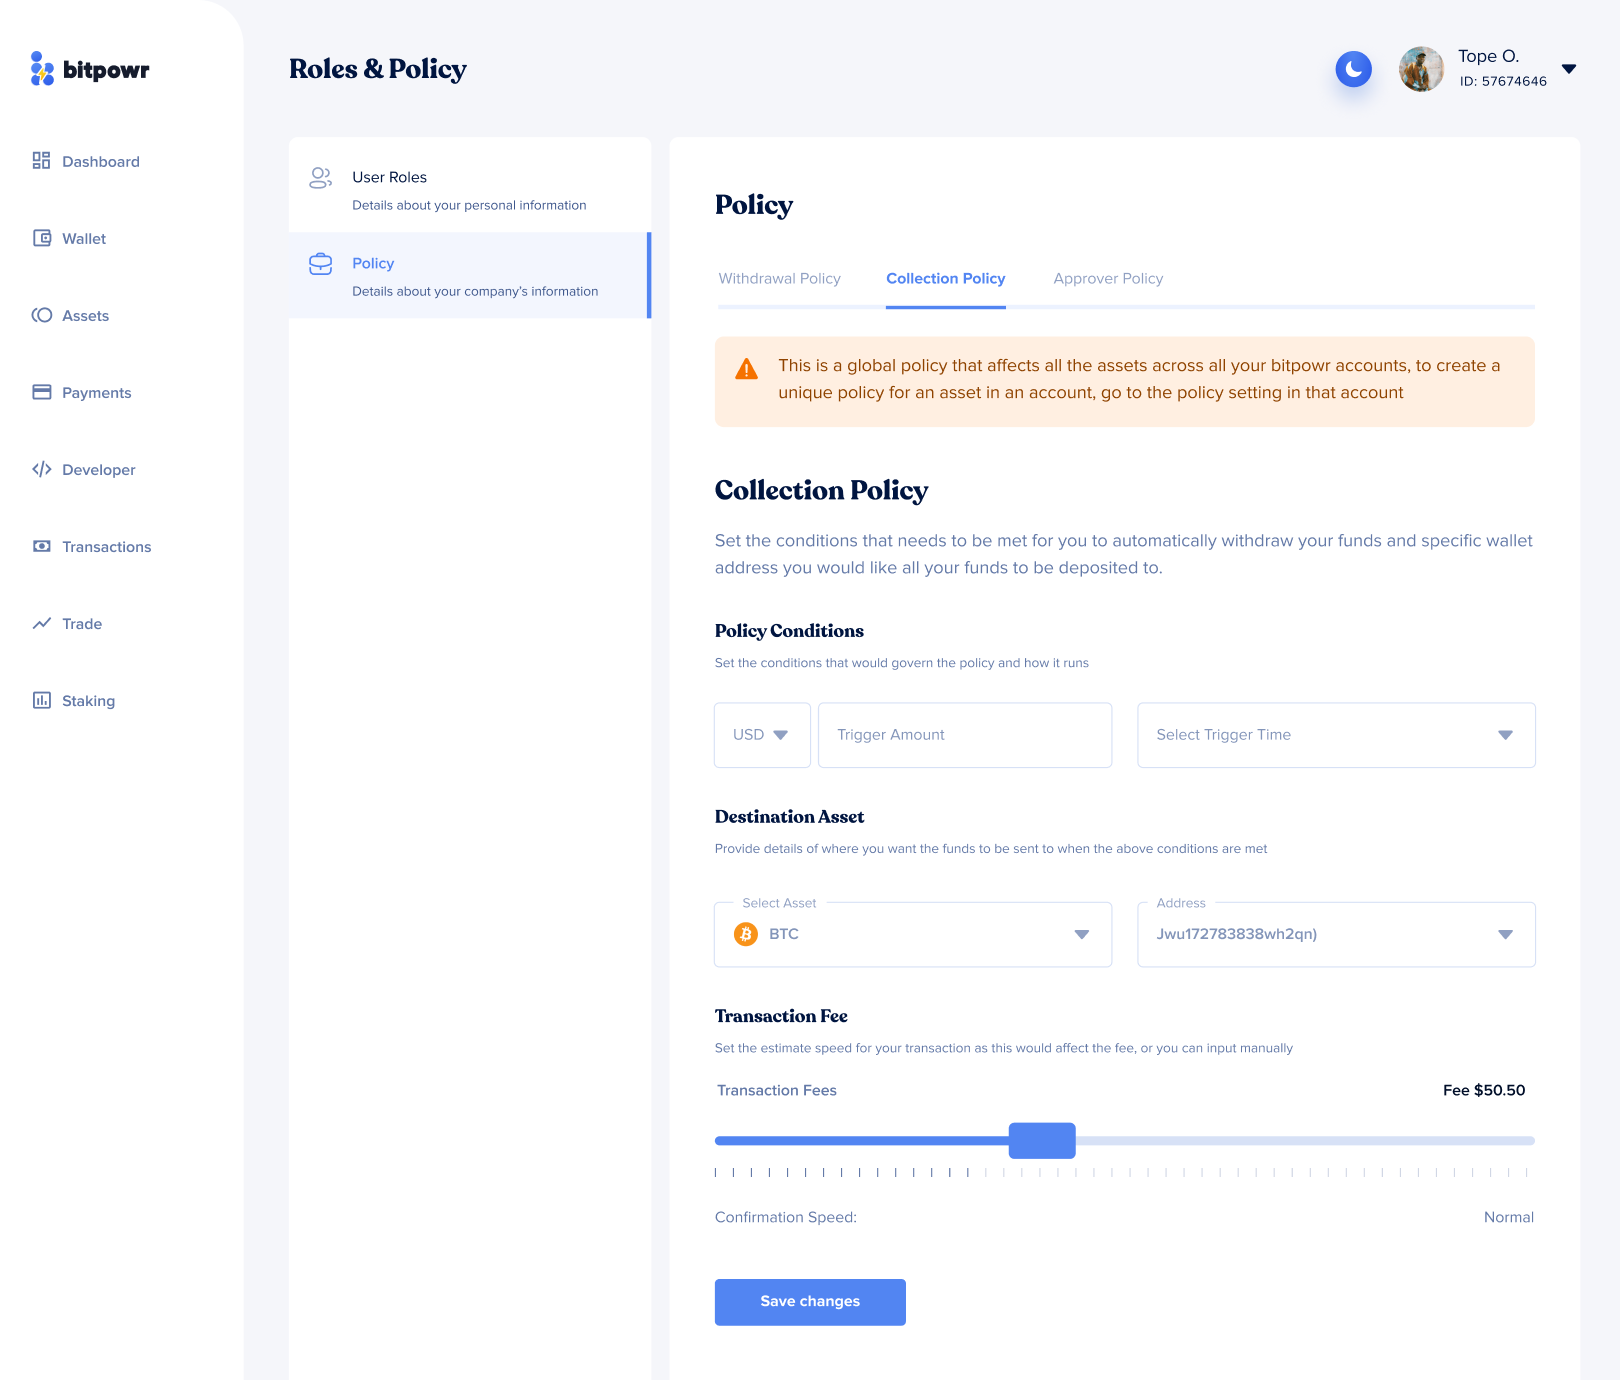 bitpowr
Roles & Policy
Tope O.
ID: 57674646
Dashboard
Wallet
Assets
Payments
Developer
Transactions
Trade
Staking
User Roles
Details about your personal information
Policy
Details about your company's information
Policy
Withdrawal Policy
Collection Policy
Approver Policy
This is a global policy that affects all the assets across all your bitpowr accounts, to create a
unique policy for an asset in an account, go to the policy setting in that account
Collection Policy
Set the conditions that needs to be met for you to automatically withdraw your funds and specific wallet
address you would like all your funds to be deposited to.
Policy Conditions
Set the conditions that would govern the policy and how it runs
USD
Trigger Amount
Select Trigger Time
Destination Asset
Provide details of where you want the funds to be sent to when the above conditions are met
Select Asset
BTC
Address
Jwu172783838wh2qn)
Transaction Fee
Set the estimate speed for your transaction as this would affect the fee, or you can input manually
Transaction Fees
Fee $50.50
Confirmation Speed:
Normal
Save changes